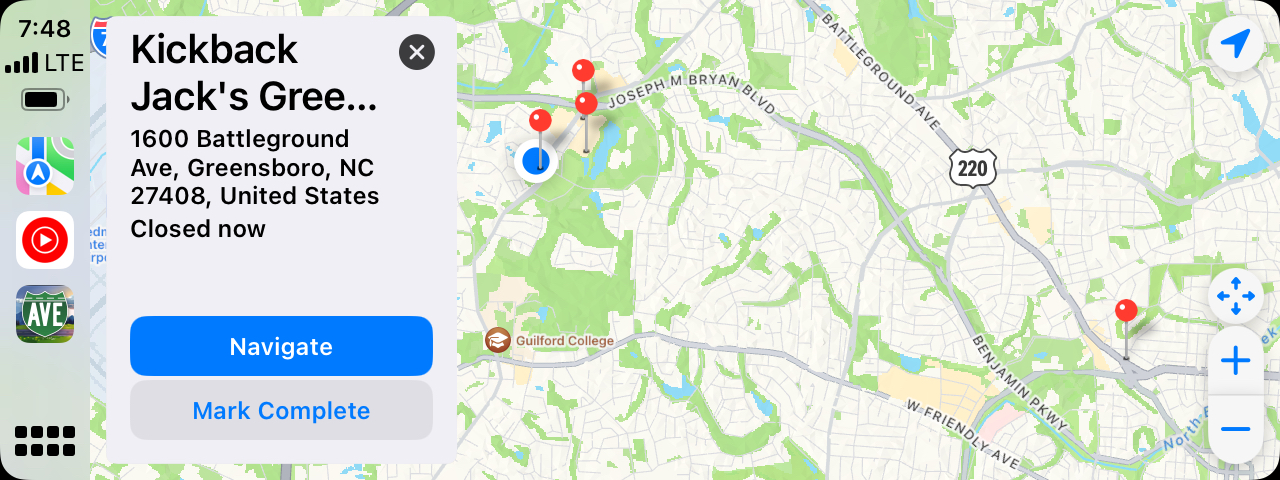 7:48
LTE
AVE
Kickback
Jack's Gree...
1600 Battleground
Ave, Greensboro, NC
27408, United States
Closed now
Navigate
Mark Complete
JOSEPH M BRYAN BLVD
BATTLEGROUND AVE
220
Guilford College
BENJAMIN PKWY
W FRIENDLY AVE
North